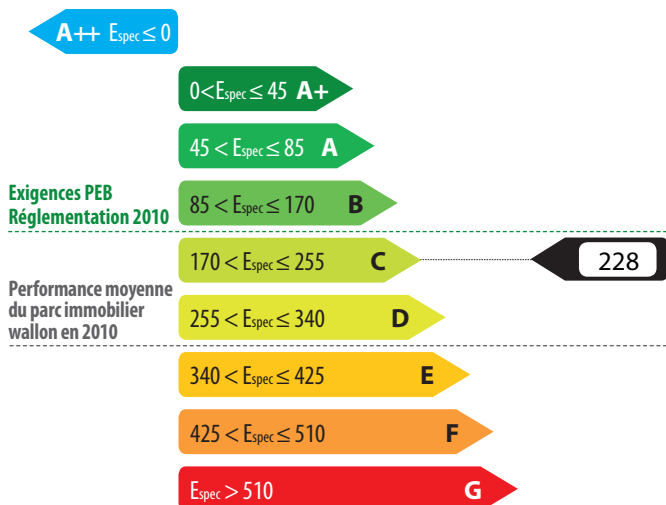 A++ Espec ≤ 0
0 < Espec ≤ 45 A+
45 < Espec ≤ 85 A
Exigences PEB
Réglementation 2010
85 < Espec ≤ 170 B
170 < Espec ≤ 255 C
228
Performance moyenne
du parc immobilier
wallon en 2010
255 < Espec ≤ 340 D
340 < Espec ≤ 425 E
425 < Espec ≤ 510 F
Espec > 510 G